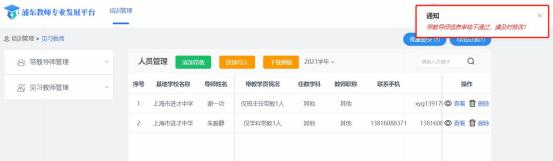 浦东教师专业发展平台
培训管理
通知
×
带教导师信息审核不通过，请及时修改！
培训管理 > 见习教师
带教导师管理
见习教师管理
人员管理
添加带教
快速导入
下载模版
2021学年
请输入关键字
序号 基地学校名称 导师姓名 带教学员情况 任教学科 教师职称 联系手机 操作
1 上海市进才中学 谢一功 仅班主任带教1人 其他 其他 xyg13917 查看 删除
2 上海市进才中学 朱毅静 仅学科带教1人 其他 其他 13816088371 1381608 查看 删除